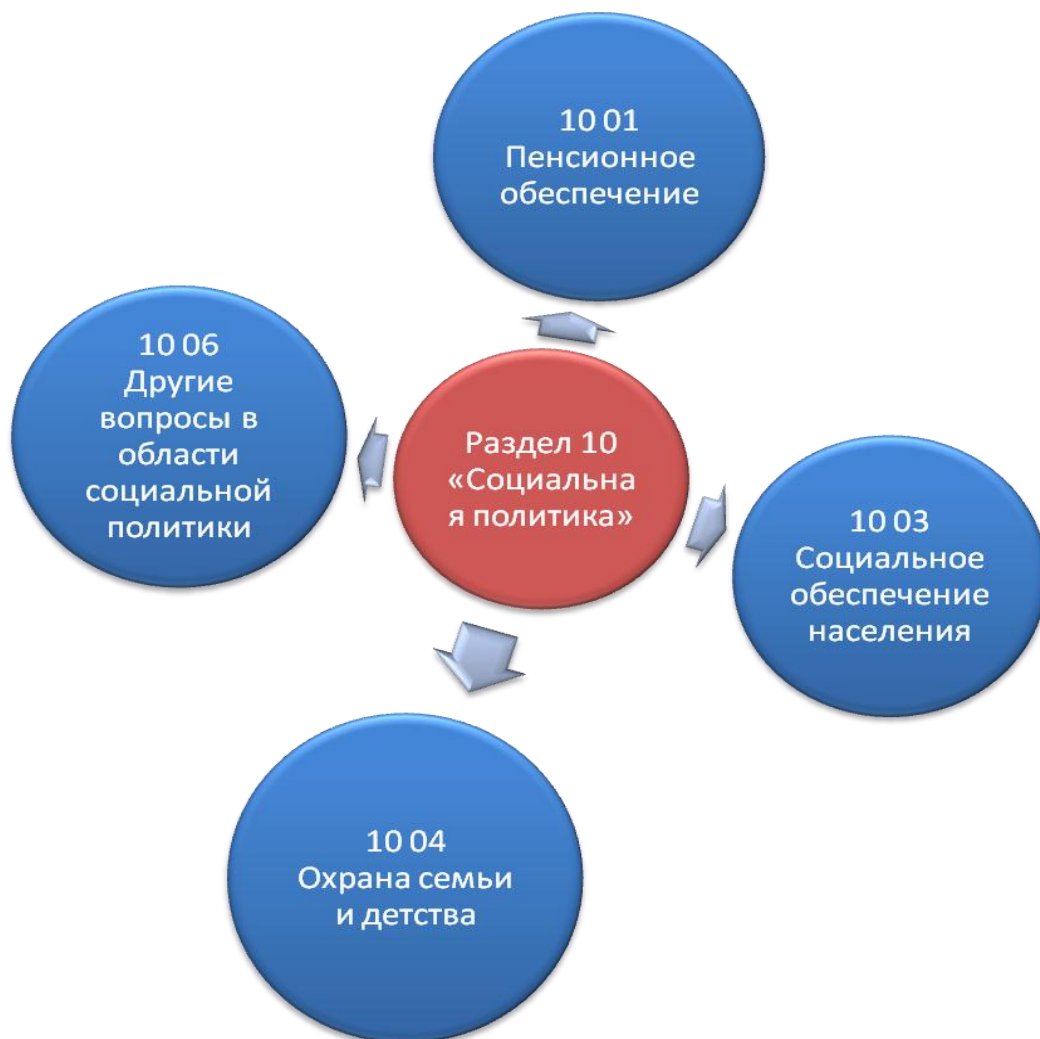 10 01
Пенсионное
обеспечение
10 06
Другие
вопросы в
области
социальной
политики
Раздел 10
«Социальна
я политика»
10 03
Социальное
обеспечение
населения
10 04
Охрана семьи
и детства